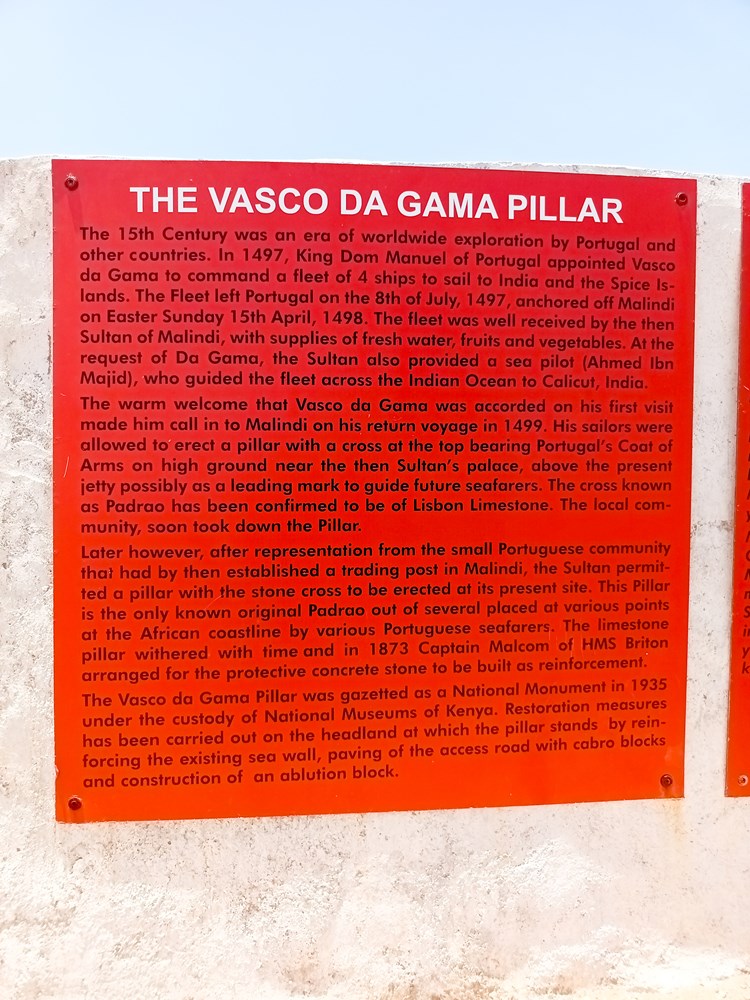 THE VASCO DA GAMA PILLAR
The 15th Century was an era of worldwide exploration by Portugal and
other countries. In 1497, King Dom Manuel of Portugal appointed Vasco
da Gama to command a fleet of 4 ships to sail to India and the Spice Is-
lands. The Fleet left Portugal on the 8th of July, 1497, anchored off Malindi
on Easter Sunday 15th April, 1498. The fleet was well received by the then
Sultan of Malindi, with supplies of fresh water, fruits and vegetables. At the
request of Da Gama, the Sultan also provided a sea pilot (Ahmed Ibn
Majid), who guided the fleet across the Indian Ocean to Calicut, India.
The warm welcome that Vasco da Gama was accorded on his first visit
made him call in to Malindi on his return voyage in 1499. His sailors were
allowed to erect a pillar with a cross at the top bearing Portugal's Coat of
Arms on high ground near the then Sultan's palace, above the present
jetty possibly as a leading mark to guide future seafarers. The cross known
as Padrao has been confirmed to be of Lisbon Limestone. The local com-
munity, soon took down the Pillar.
Later however, after representation from the small Portuguese community
that had by then established a trading post in Malindi, the Sultan permit-
ted a pillar with the stone cross to be erected at its present site. This Pillar
is the only known original Padrao out of several placed at various points
at the African coastline by various Portuguese seafarers. The limestone
pillar withered with time and in 1873 Captain Malcom of HMS Briton
arranged for the protective concrete stone to be built as reinforcement.
The Vasco da Gama Pillar was gazetted as a National Monument in 1935
under the custody of National Museums of Kenya. Restoration measures
has been carried out on the headland at which the pillar stands by rein-
forcing the existing sea wall, paving of the access road with cabro blocks
and construction of an ablution block.